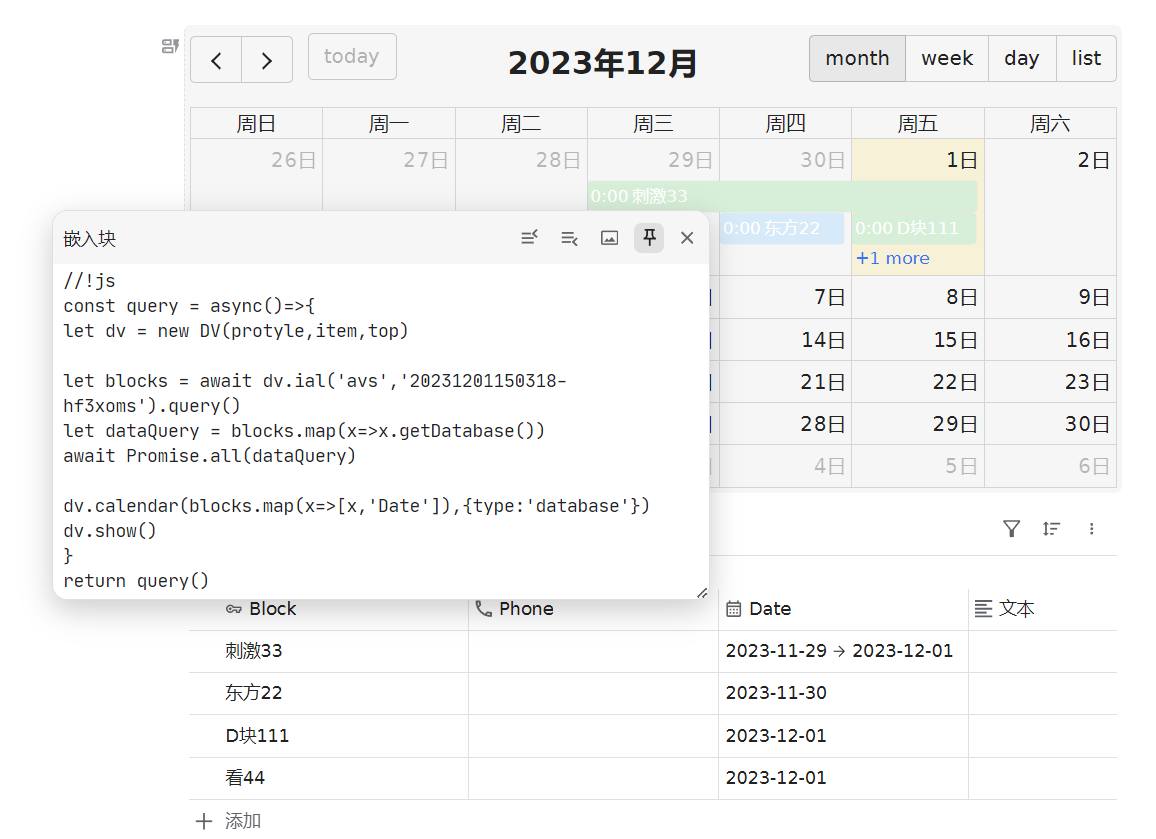 today
2023年12月
month week day list
周日 周一 周二 周三 周四 周五 周六
26日 27日 28日 29日 30日 1日 2日
0:00 刺激33
0:00 东方22 0:00 D块111
+1 more
7日 8日 9日
14日 15日 16日
21日 22日 23日
28日 29日 30日
4日 5日 6日
嵌入块
//!js
const query = async()=>{
let dv = new DV(protyle,item,top)
let blocks = await dv.ial('avs','20231201150318-
hf3xoms').query()
let dataQuery = blocks.map(x=>x.getDatabase())
await Promise.all(dataQuery)
dv.calendar(blocks.map(x=>[x,'Date']),{type:'database'})
dv.show()
}
return query()
Block Phone Date 文本
刺激33 2023-11-29 → 2023-12-01
东方22 2023-11-30
D块111 2023-12-01
看44 2023-12-01
添加